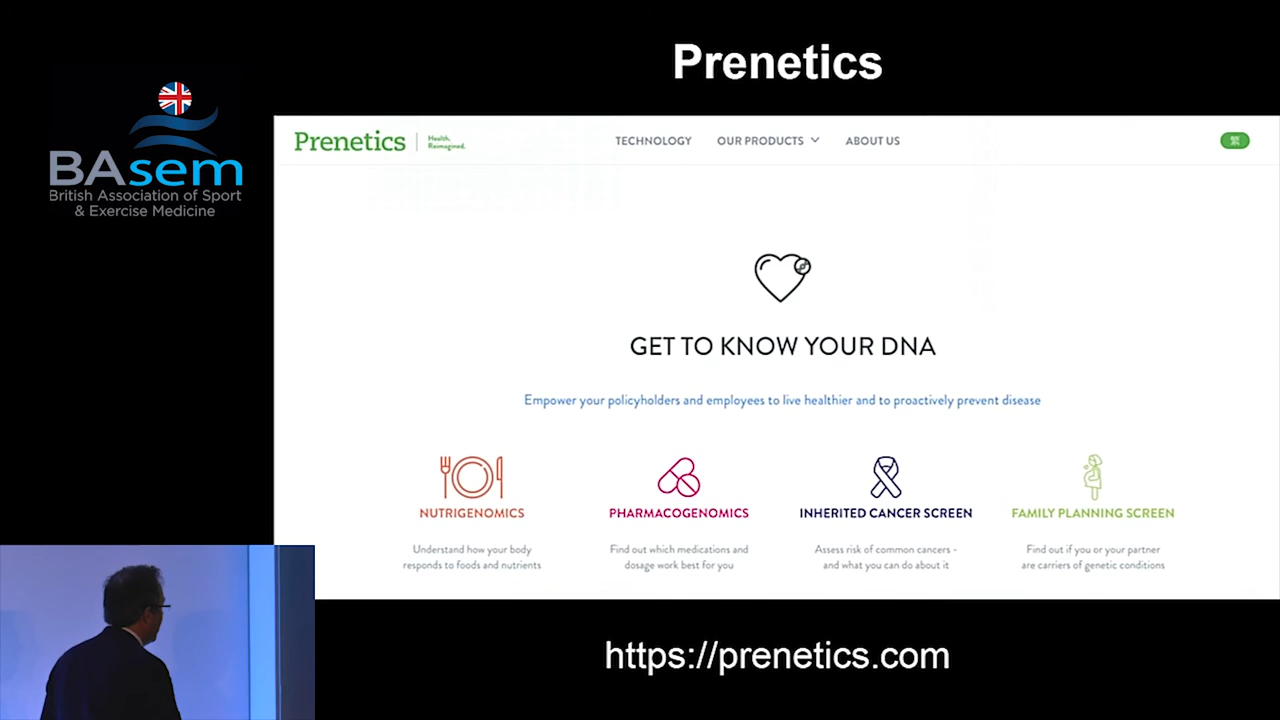 Prenetics
BAsem
British Association of Sport
& Exercise Medicine
Prenetics
Health.
Reimagined.
TECHNOLOGY
OUR PRODUCTS
ABOUT US
GET TO KNOW YOUR DNA
Empower your policyholders and employees to live healthier and to proactively prevent disease
NUTRIGENOMICS
Understand how your body
responds to foods and nutrients
PHARMACOGENOMICS
Find out which medications and
dosage work best for you
INHERITED CANCER SCREEN
Assess risk of common cancers -
and what you can do about it
FAMILY PLANNING SCREEN
Find out if you or your partner
are carriers of genetic conditions
https://prenetics.com